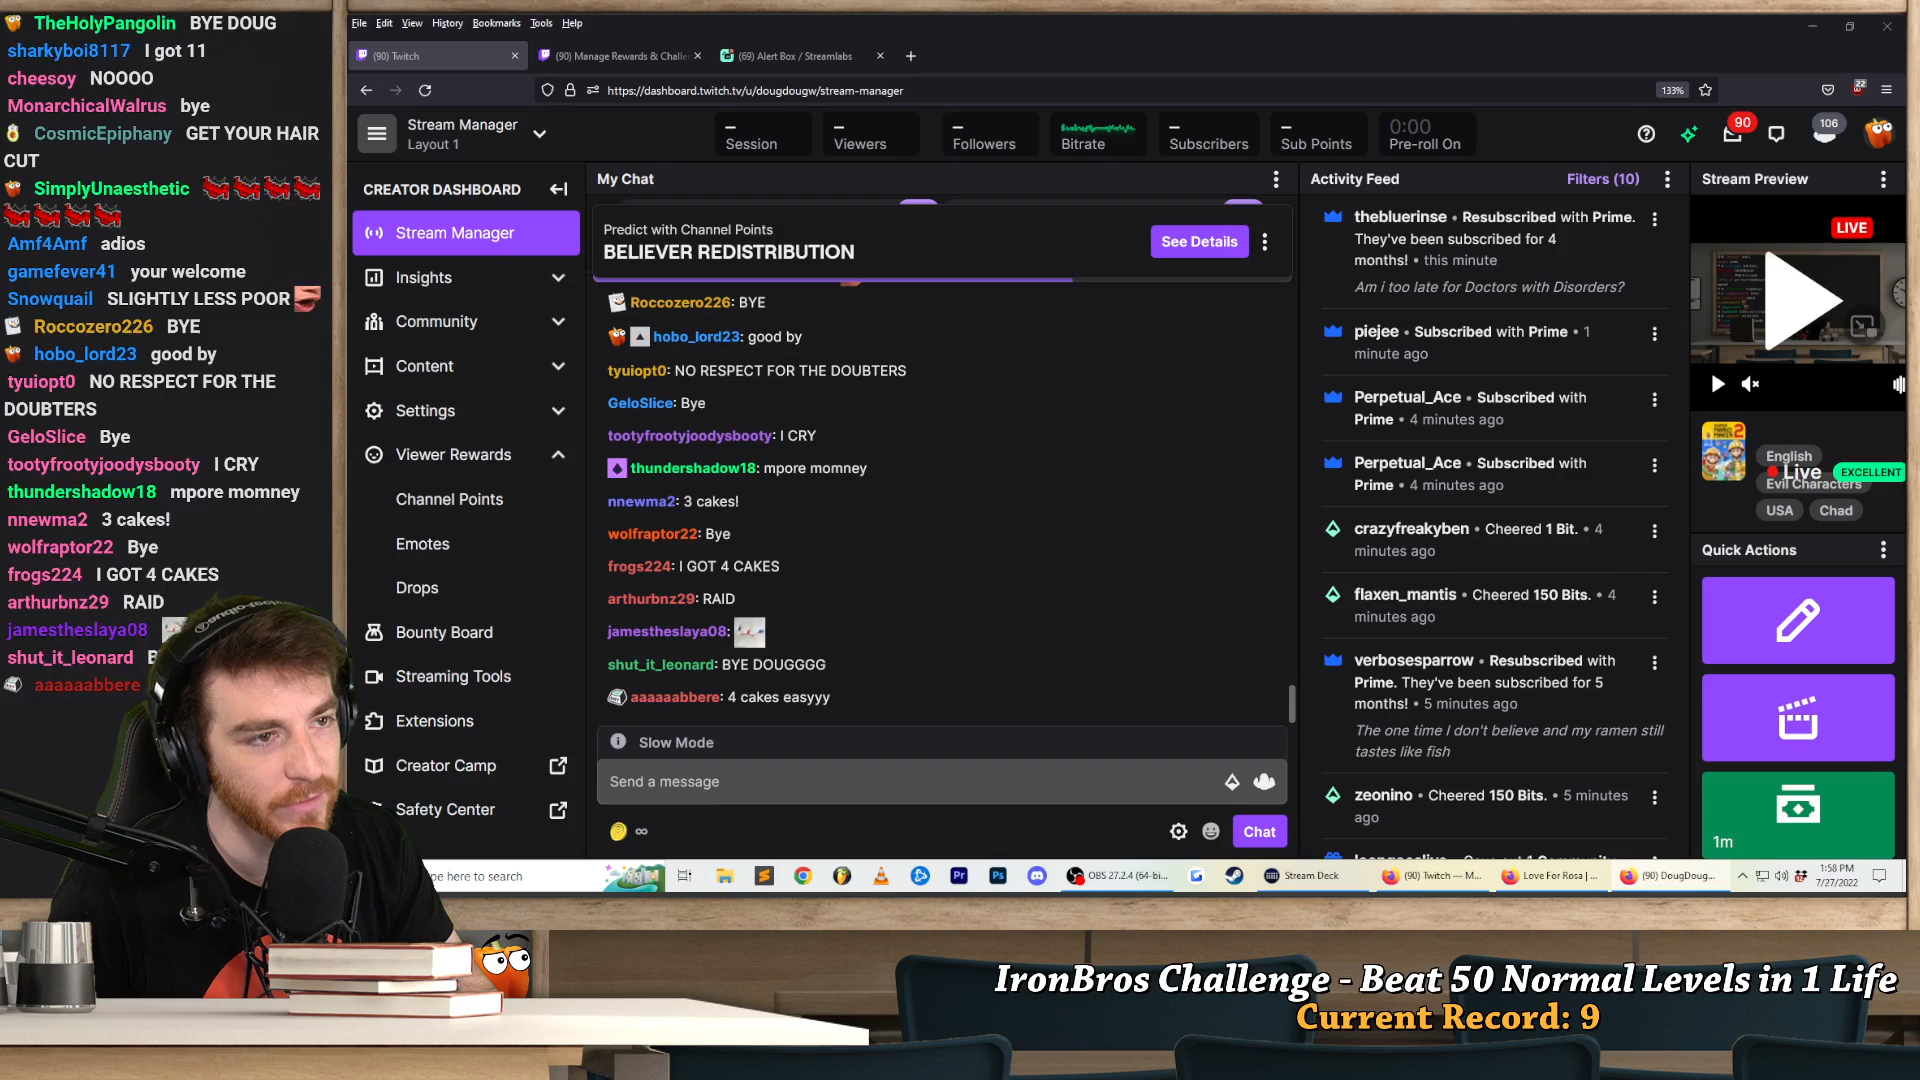 TheHolyPangolin BYE DOUG
sharkyboi8117 I got 11
cheesoy NOOOO
MonarchicalWalrus bye
CosmicEpiphany GET YOUR HAIR
CUT
SimplyUnaesthetic
Amf4Amf adios
gamefever41 your welcome
Snowquail SLIGHTLY LESS POOR
Roccozero226 BYE
hobo_lord23 good by
tyuiopt0 NO RESPECT FOR THE
DOUBTERS
GeloSlice Bye
tootyfrootyjoodysbooty I CRY
thundershadow18 mpore momney
nnewma2 3 cakes!
wolfraptor22 Bye
frogs224 I GOT 4 CAKES
arthurbnz29 RAID
jamestheslaya08
shut_it_leonard
aaaaaabbere
File Edit View History Bookmarks Tools Help
(90) Twitch
(90) Manage Rewards & Challe
(69) Alert Box / Streamlabs
https://dashboard.twitch.tv/u/dougdougw/stream-manager
133%
22
Stream Manager
Layout 1
Session
Viewers
Followers
Bitrate
Subscribers
Sub Points
0:00
Pre-roll On
90
106
CREATOR DASHBOARD
Stream Manager
Insights
Community
Content
Settings
Viewer Rewards
Channel Points
Emotes
Drops
Bounty Board
Streaming Tools
Extensions
Creator Camp
Safety Center
My Chat
Predict with Channel Points
BELIEVER REDISTRIBUTION
See Details
Roccozero226: BYE
hobo_lord23: good by
tyuiopt0: NO RESPECT FOR THE DOUBTERS
GeloSlice: Bye
tootyfrootyjoodysbooty: I CRY
thundershadow18: mpore momney
nnewma2: 3 cakes!
wolfraptor22: Bye
frogs224: I GOT 4 CAKES
arthurbnz29: RAID
jamestheslaya08:
shut_it_leonard: BYE DOUGGGG
aaaaaabbere: 4 cakes easyyy
Slow Mode
Send a message
∞
Chat
Activity Feed
Filters (10)
thebluerinse • Resubscribed with Prime.
They've been subscribed for 4
months! • this minute
Am i too late for Doctors with Disorders?
piejee • Subscribed with Prime • 1
minute ago
Perpetual_Ace • Subscribed with
Prime • 4 minutes ago
Perpetual_Ace • Subscribed with
Prime • 4 minutes ago
crazyfreakyben • Cheered 1 Bit. • 4
minutes ago
flaxen_mantis • Cheered 150 Bits. • 4
minutes ago
verbosesparrow • Resubscribed with
Prime. They've been subscribed for 5
months! • 5 minutes ago
The one time I don't believe and my ramen still
tastes like fish
zeonino • Cheered 150 Bits. • 5 minutes
ago
Stream Preview
LIVE
English
Live
EXCELLENT
Evil Characters
USA
Chad
Quick Actions
1m
pe here to search
OBS 27.2.4 (64-bi...
Stream Deck
(90) Twitch — M...
Love For Rosa | ...
(90) DougDoug...
1:58 PM
7/27/2022
IronBros Challenge - Beat 50 Normal Levels in 1 Life
Current Record: 9